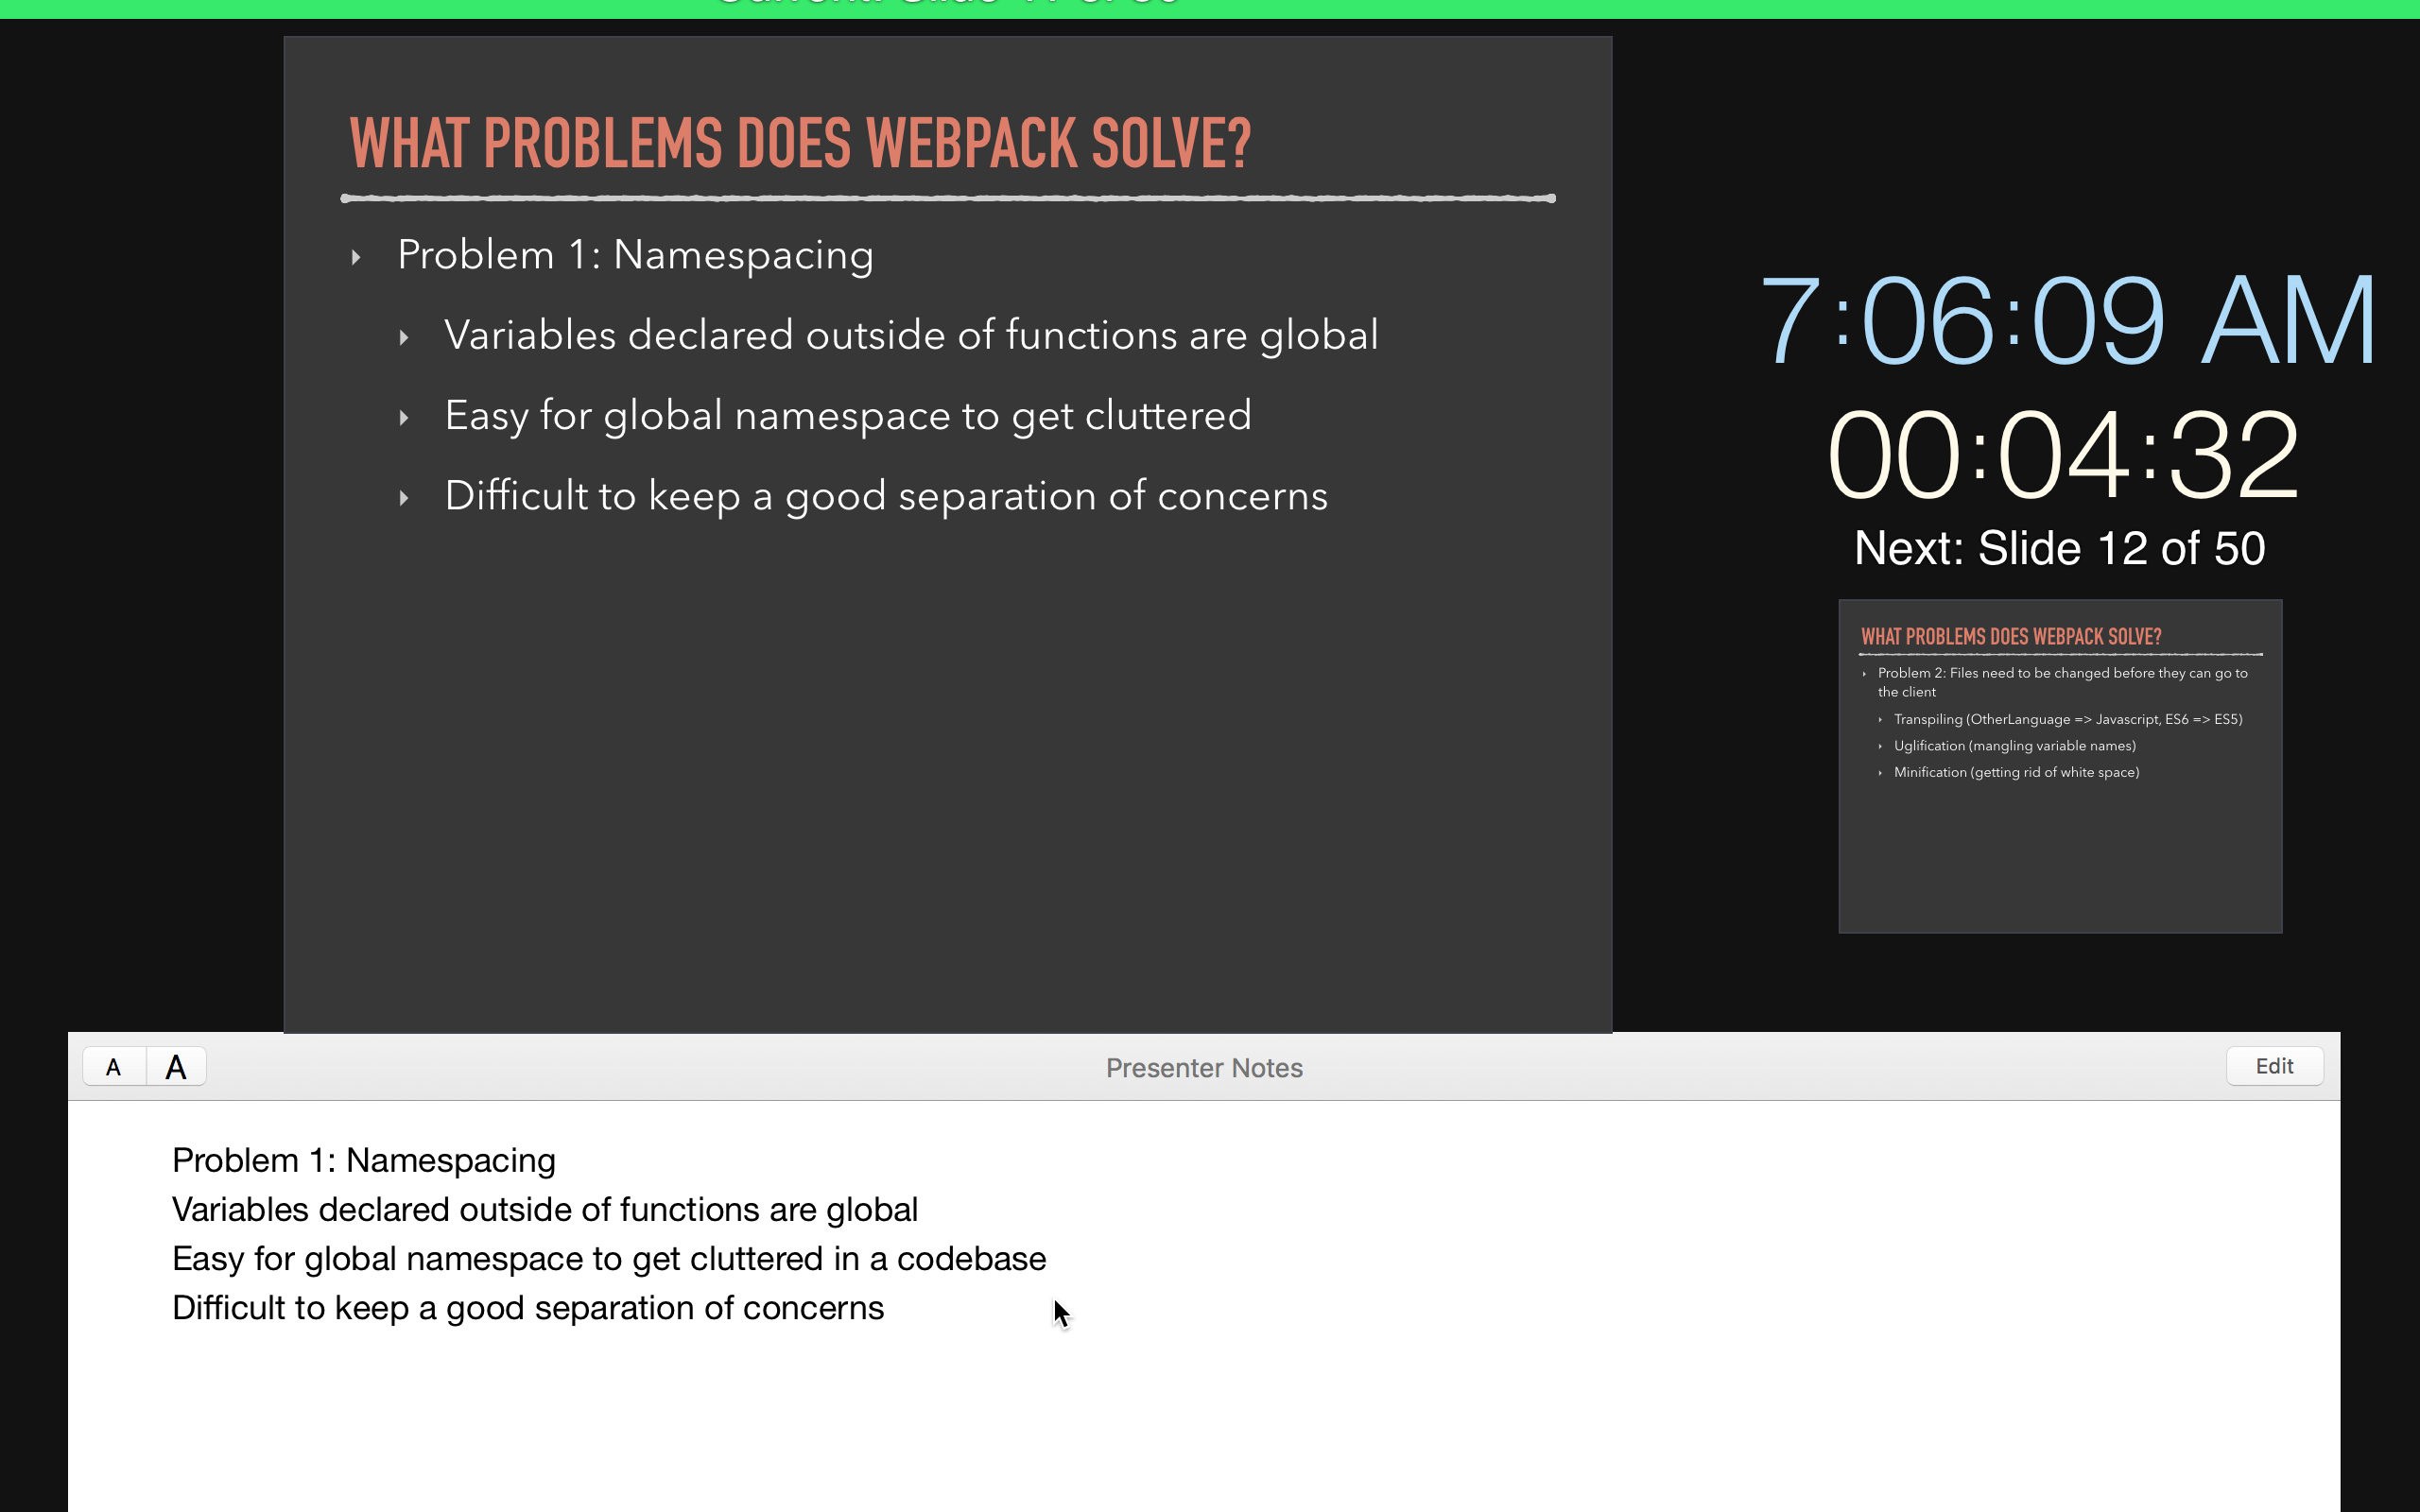 WHAT PROBLEMS DOES WEBPACK SOLVE?
Problem 1: Namespacing
Variables declared outside of functions are global
Easy for global namespace to get cluttered
Difficult to keep a good separation of concerns
7:06:09 AM
00:04:32
Next: Slide 12 of 50
WHAT PROBLEMS DOES WEBPACK SOLVE?
Problem 2: Files need to be changed before they can go to
the client
Transpiling (OtherLanguage => Javascript, ES6 => ES5)
Uglification (mangling variable names)
Minification (getting rid of white space)
A A
Presenter Notes
Edit
Problem 1: Namespacing
Variables declared outside of functions are global
Easy for global namespace to get cluttered in a codebase
Difficult to keep a good separation of concerns